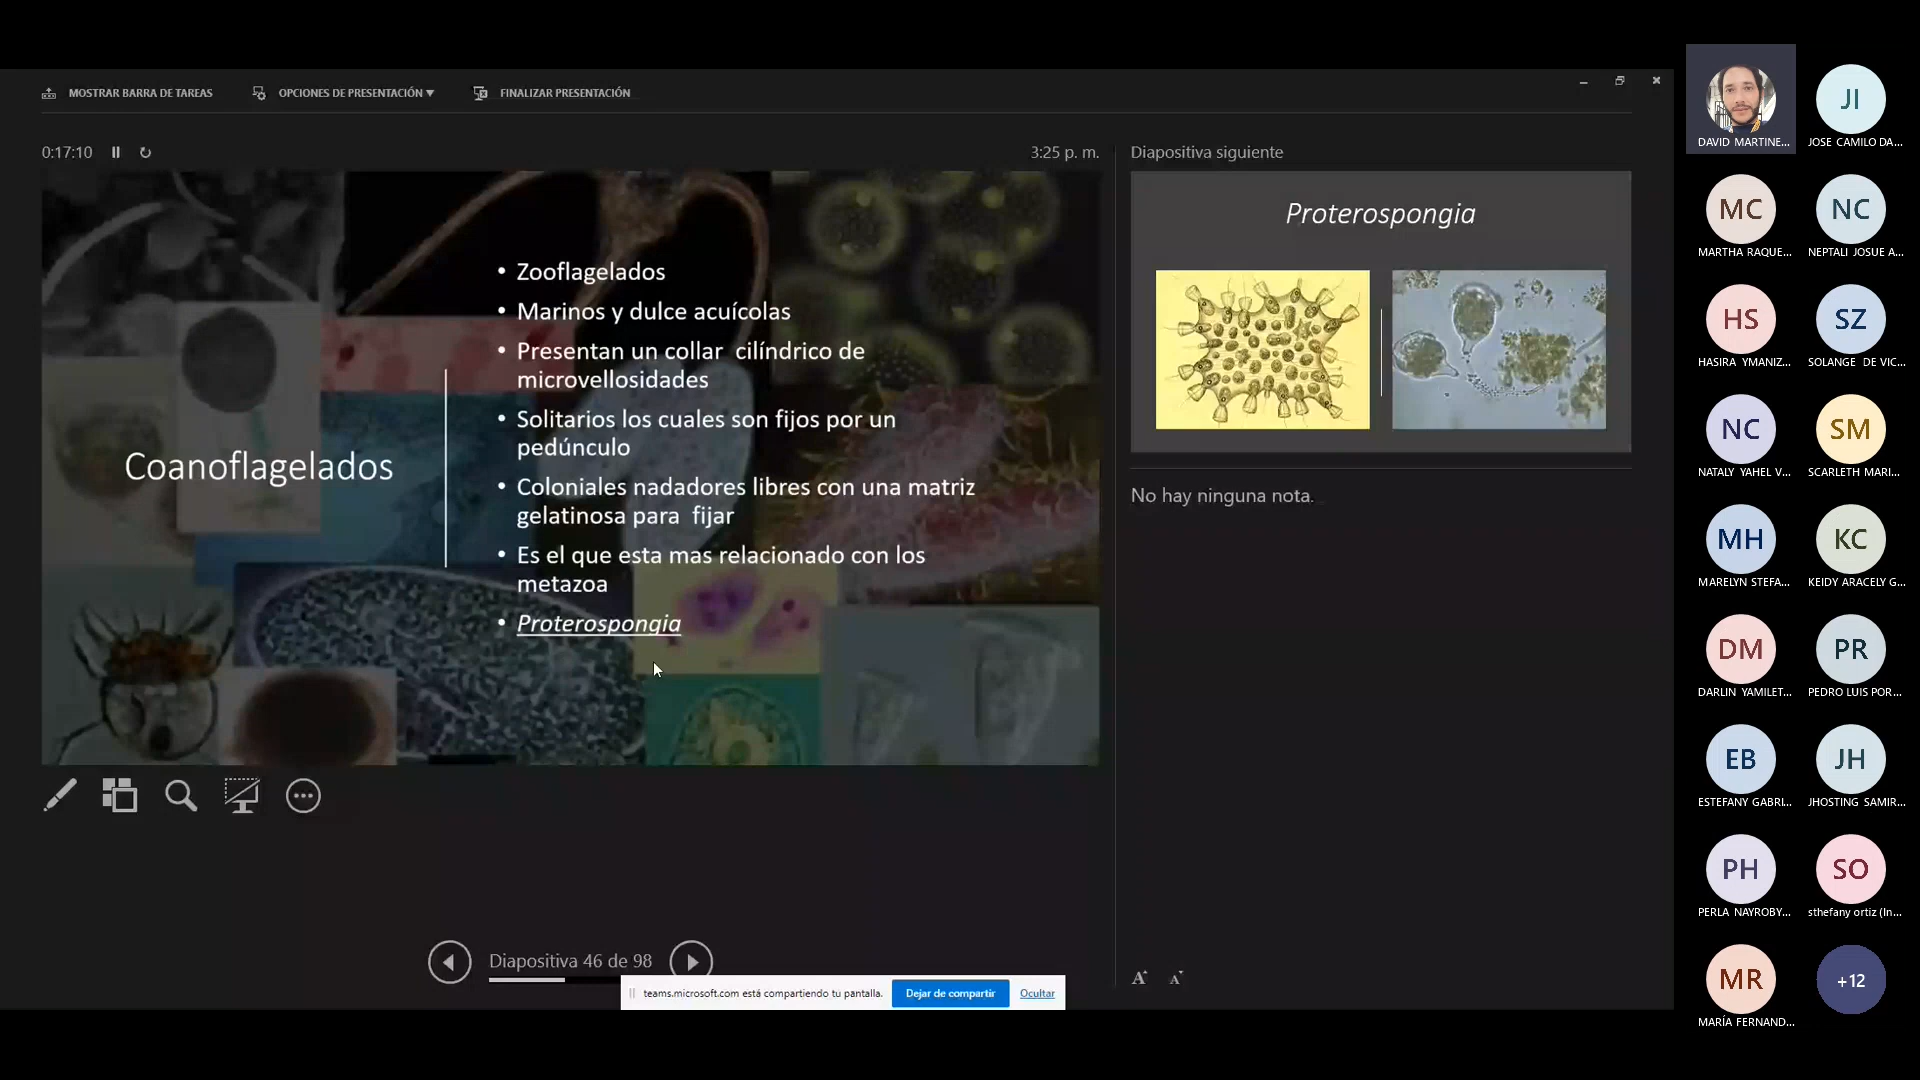 MOSTRAR BARRA DE TAREAS
OPCIONES DE PRESENTACIÓN ▼
FINALIZAR PRESENTACIÓN
0:17:10
3:25 p. m.
Coanoflagelados
• Zooflagelados
• Marinos y dulce acuícolas
• Presentan un collar cilíndrico de
microvellosidades
• Solitarios los cuales son fijos por un
pedúnculo
• Coloniales nadadores libres con una matriz
gelatinosa para fijar
• Es el que esta mas relacionado con los
metazoa
• Proterospongia
Diapositiva siguiente
Proterospongia
No hay ninguna nota.
Diapositiva 46 de 98
teams.microsoft.com está compartiendo tu pantalla.
Dejar de compartir
Ocultar
A A
DAVID MARTINE...
JI
JOSE CAMILO DA...
MC
MARTHA RAQUE...
NC
NEPTALI JOSUE A...
HS
HASIRA YMANIZ...
SZ
SOLANGE DE VIC...
NC
NATALY YAHEL V...
SM
SCARLETH MARI...
MH
MARELYN STEFA...
KC
KEIDY ARACELY G...
DM
DARLIN YAMILET...
PR
PEDRO LUIS POR...
EB
ESTEFANY GABRI...
JH
JHOSTING SAMIR...
PH
PERLA NAYROBY...
SO
sthefany ortiz (In...
MR
MARÍA FERNAND...
+12